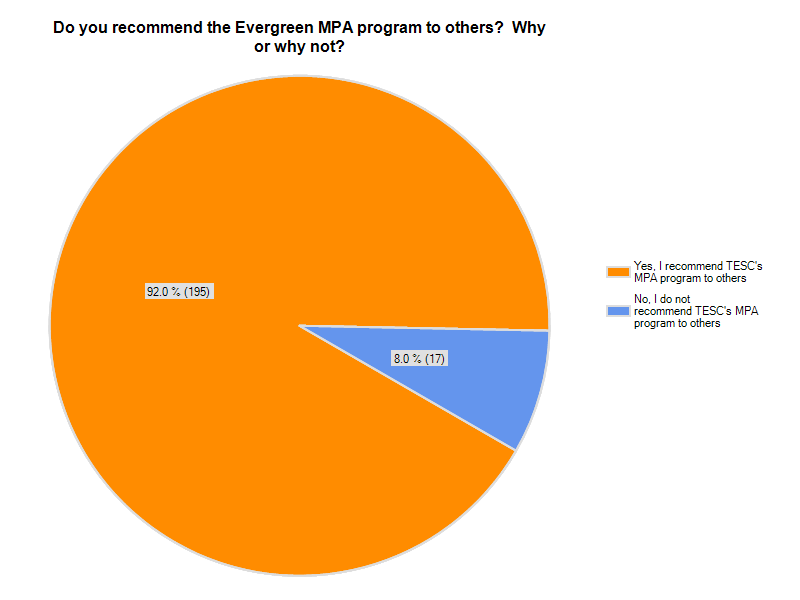 Do you recommend the Evergreen MPA program to others?  Why
or why not?
92.0 % (195)
8.0 % (17)
Yes, I recommend TESC's
MPA program to others
No, I do not
recommend TESC's MPA
program to others